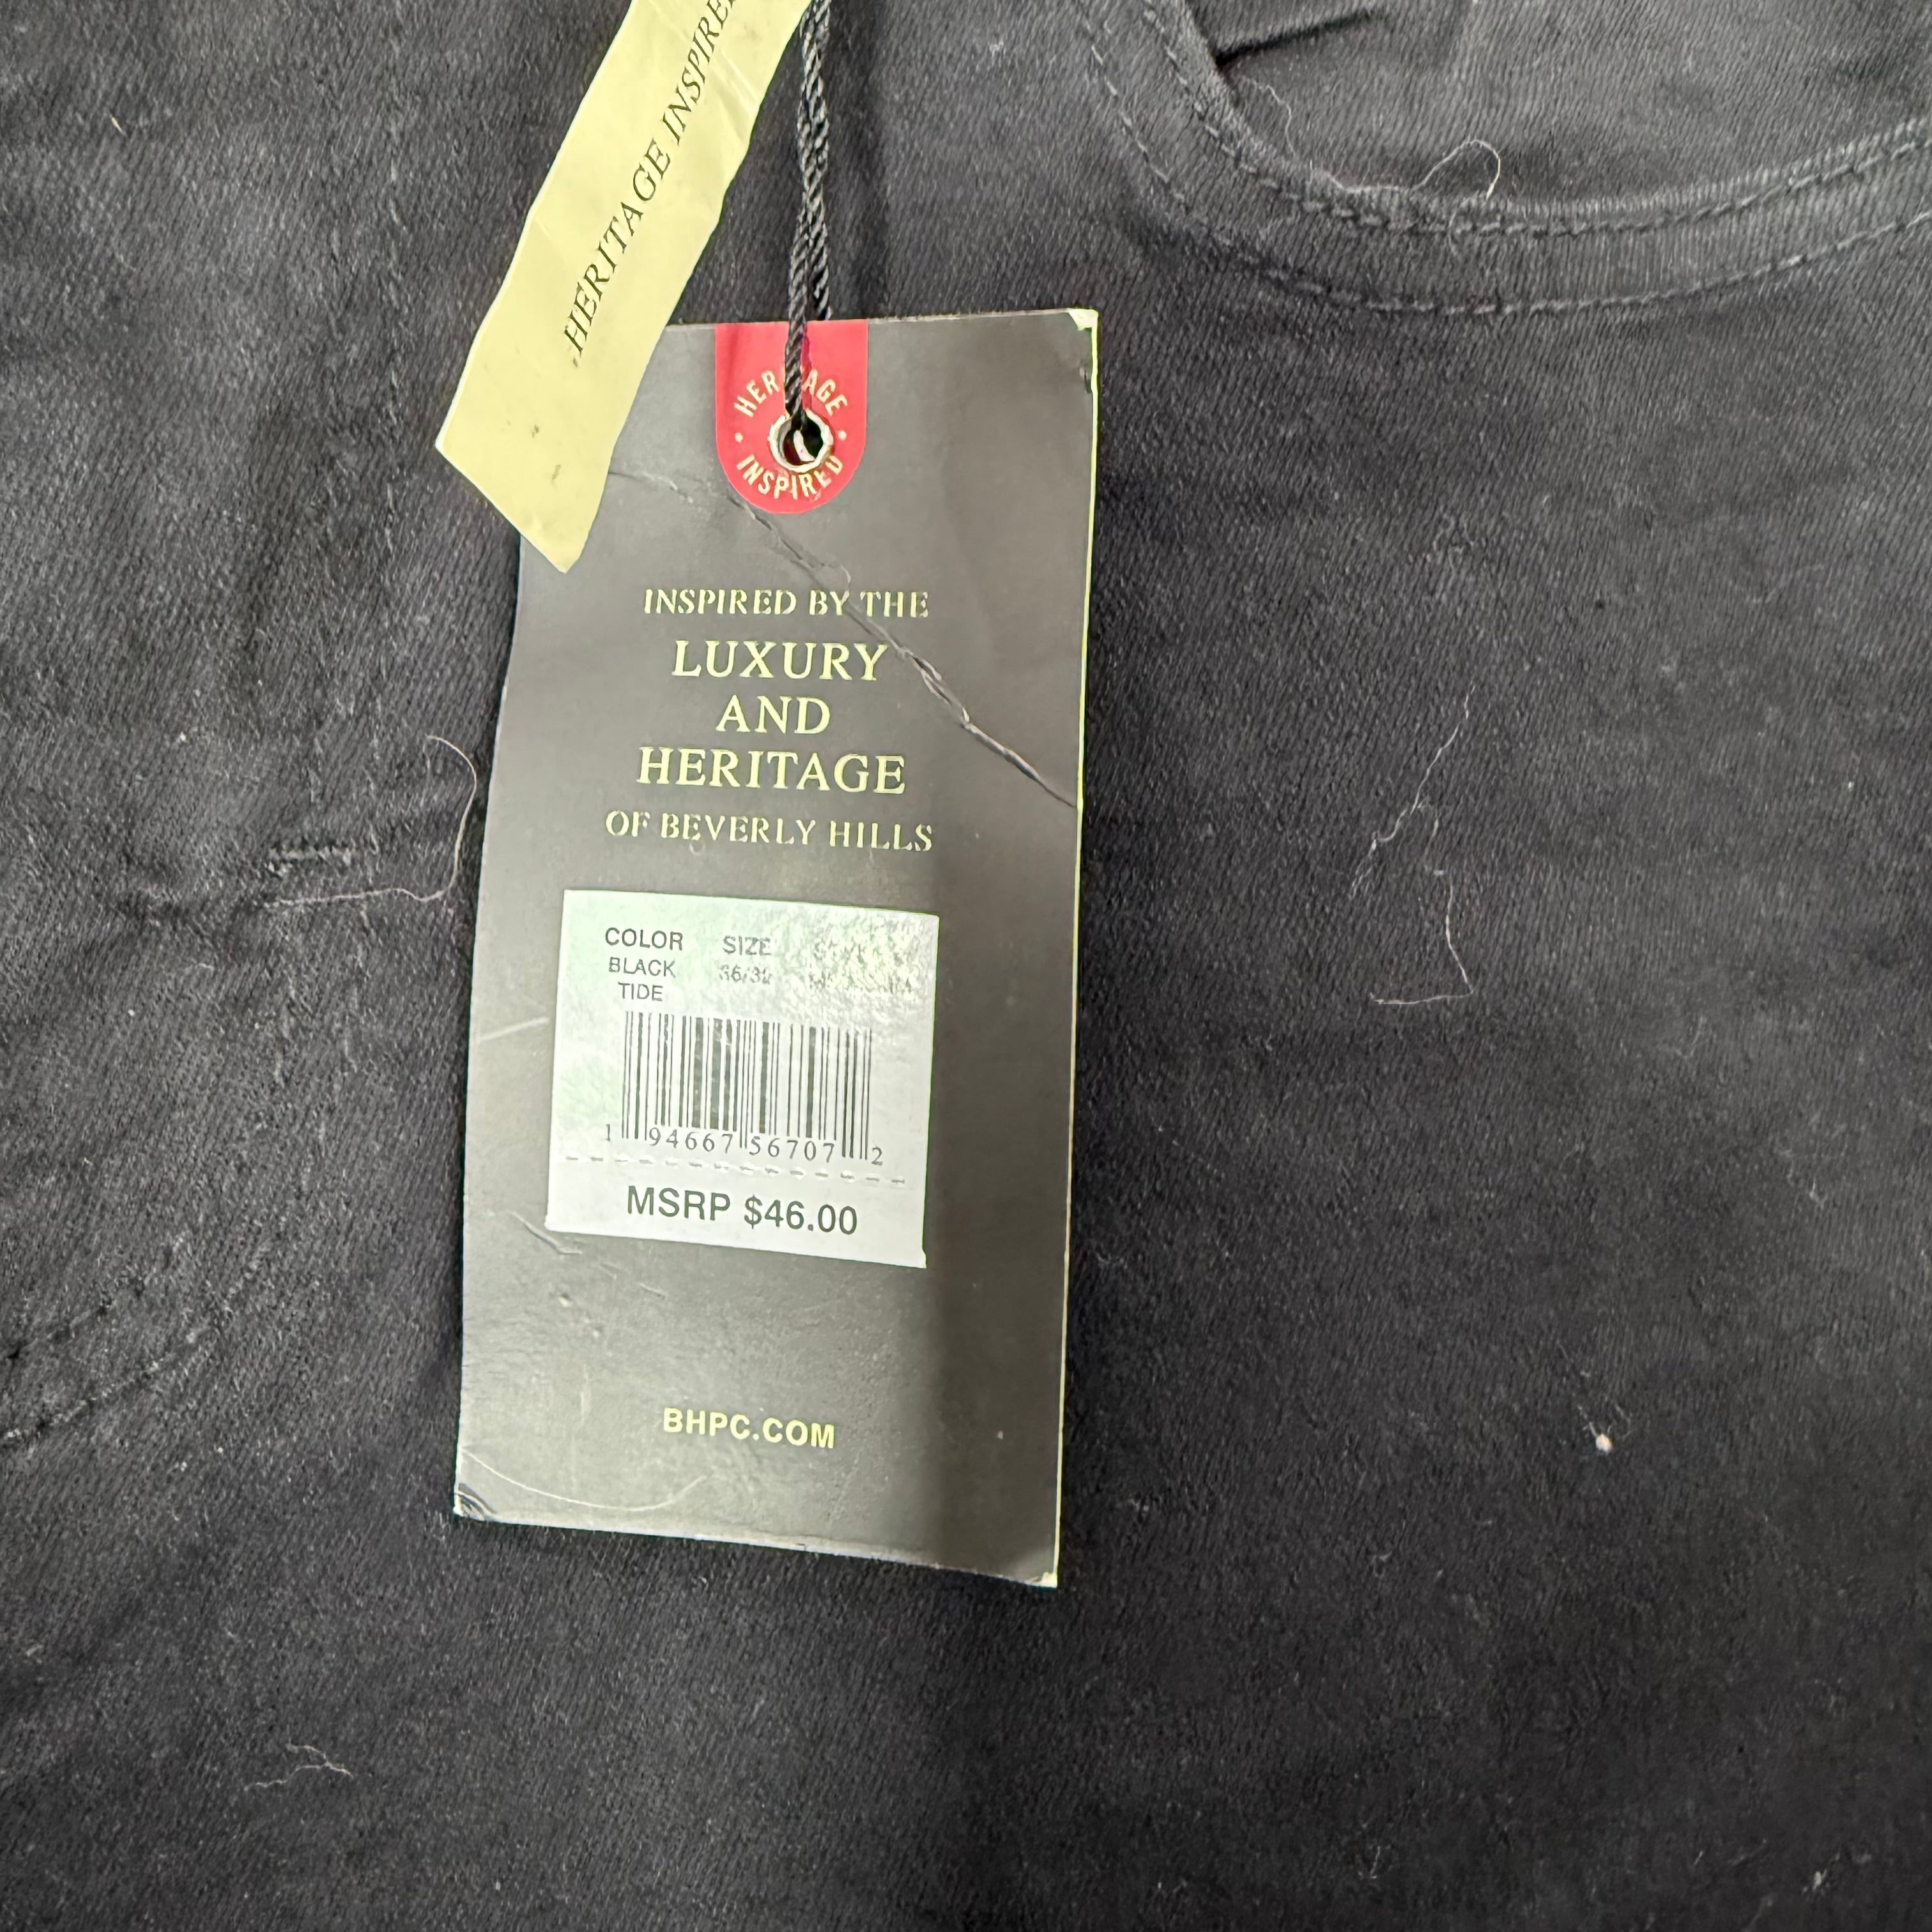 HERITAGE INSPIRED
HERITAGE
INSPIRED
INSPIRED BY THE
LUXURY
AND
HERITAGE
OF BEVERLY HILLS
COLOR SIZE
BLACK
TIDE
1 94667 56707 2
MSRP $46.00
BHPC.COM